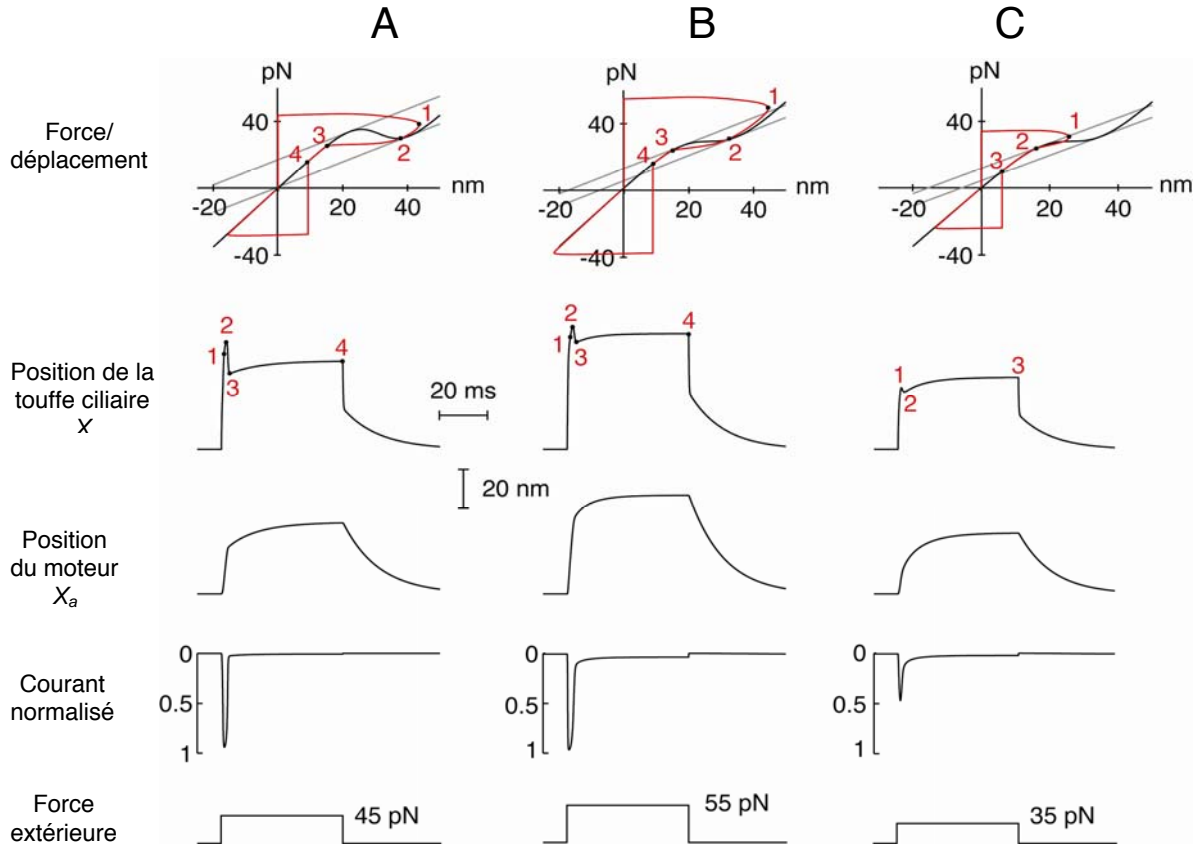 A B C
Force/
déplacement
pN
40
-20
20 40
nm
-40
1
2
3
4
pN
40
-20
20 40
nm
-40
1
2
3
4
pN
40
-20
20 40
nm
-40
1
2
3
Position de la
touffe ciliaire
X
1
2
3
4
20 ms
1
2
3
4
1
2
3
20 nm
Position
du moteur
Xa
Courant
normalisé
0
0.5
1
0
0.5
1
0
0.5
1
Force
extérieure
45 pN
55 pN
35 pN